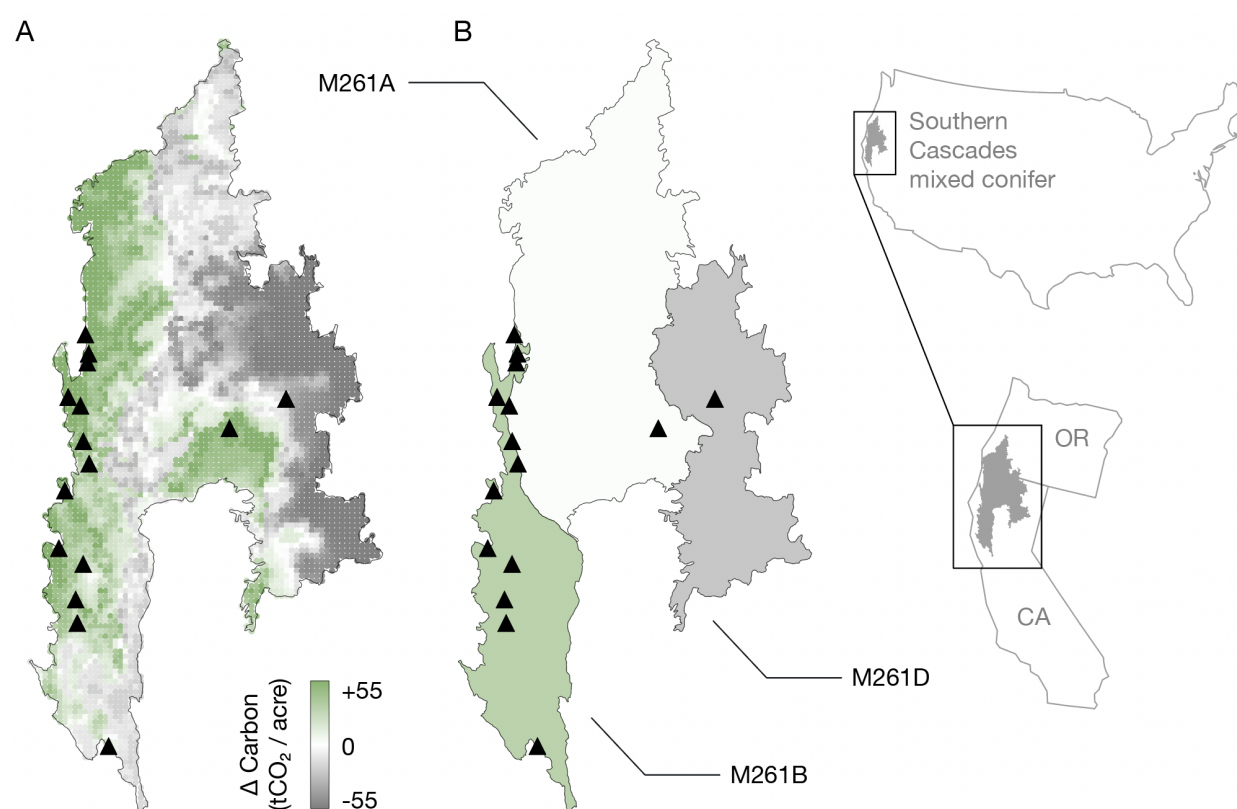 A
B
M261A
Southern
Cascades
mixed conifer
OR
CA
M261D
M261B
Δ Carbon
(tCO₂ / acre)
+55
0
-55